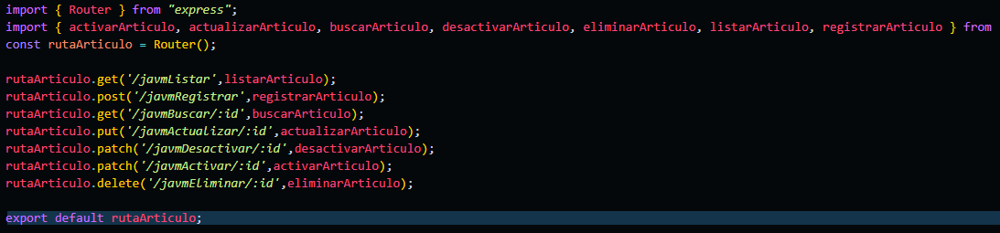 import { Router } from "express";
import { activarArticulo, actualizarArticulo, buscarArticulo, desactivarArticulo, eliminarArticulo, listarArticulo, registrarArticulo } from
const rutaArticulo = Router();
rutaArticulo.get('/javmListar',listarArticulo);
rutaArticulo.post('/javmRegistrar',registrarArticulo);
rutaArticulo.get('/javmBuscar/:id',buscarArticulo);
rutaArticulo.put('/javmActualizar/:id',actualizarArticulo);
rutaArticulo.patch('/javmDesactivar/:id',desactivarArticulo);
rutaArticulo.patch('/javmActivar/:id',activarArticulo);
rutaArticulo.delete('/javmEliminar/:id',eliminarArticulo);
export default rutaArticulo;